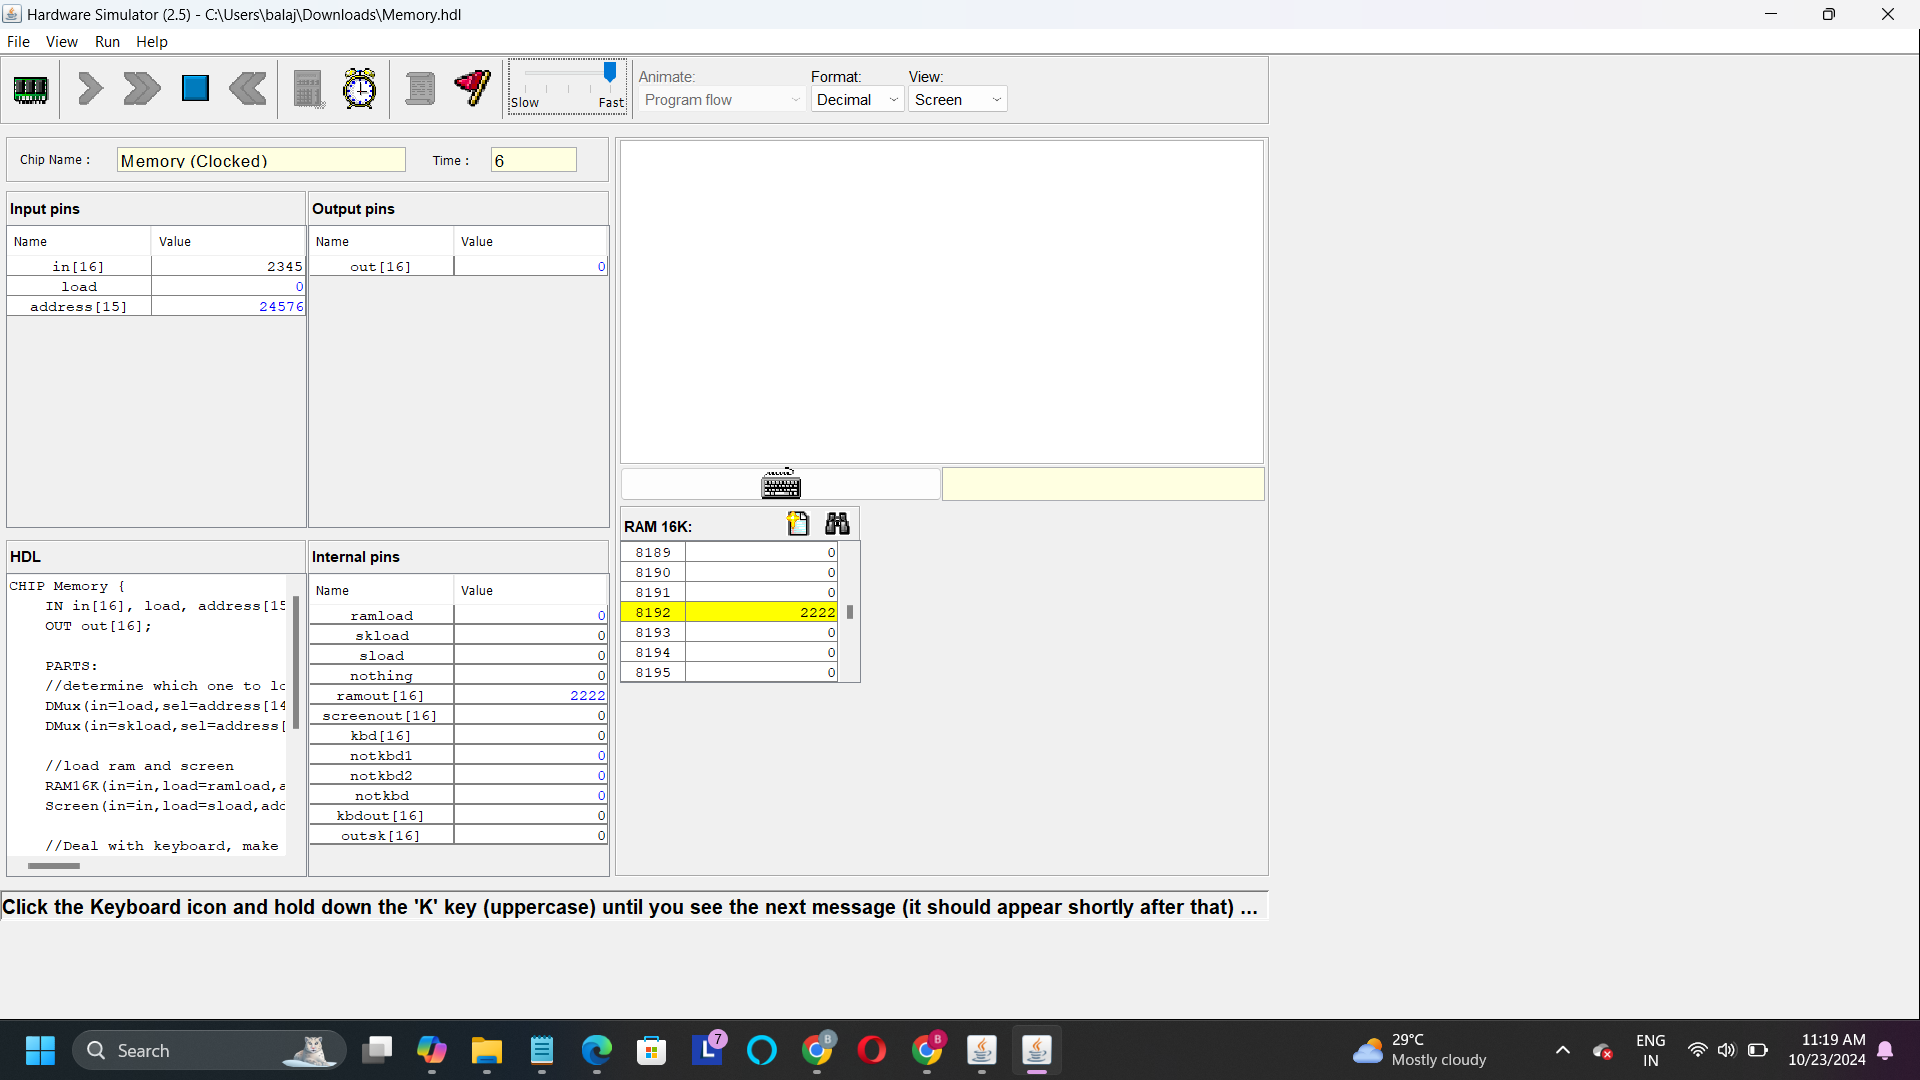 Hardware Simulator (2.5) - C:\Users\balaj\Downloads\Memory.hdl
File View Run Help
Slow Fast
Animate:
Program flow
Format:
Decimal
View:
Screen
Chip Name : Memory (Clocked) Time : 6
Input pins
Name Value
in[16] 2345
load 0
address[15] 24576
Output pins
Name Value
out[16] 0
HDL
CHIP Memory {
IN in[16], load, address[15
OUT out[16];
PARTS:
//determine which one to lo
DMux(in=load,sel=address[14
DMux(in=skload,sel=address[
//load ram and screen
RAM16K(in=in,load=ramload,a
Screen(in=in,load=sload,add
//Deal with keyboard, make
Internal pins
Name Value
ramload 0
skload 0
sload 0
nothing 0
ramout[16] 2222
screenout[16] 0
kbd[16] 0
notkbd1 0
notkbd2 0
notkbd 0
kbdout[16] 0
outsk[16] 0
RAM 16K:
8189 0
8190 0
8191 0
8192 2222
8193 0
8194 0
8195 0
Click the Keyboard icon and hold down the 'K' key (uppercase) until you see the next message (it should appear shortly after that) ...
Search
L 7
B
B
29°C
Mostly cloudy
ENG
IN
11:19 AM
10/23/2024